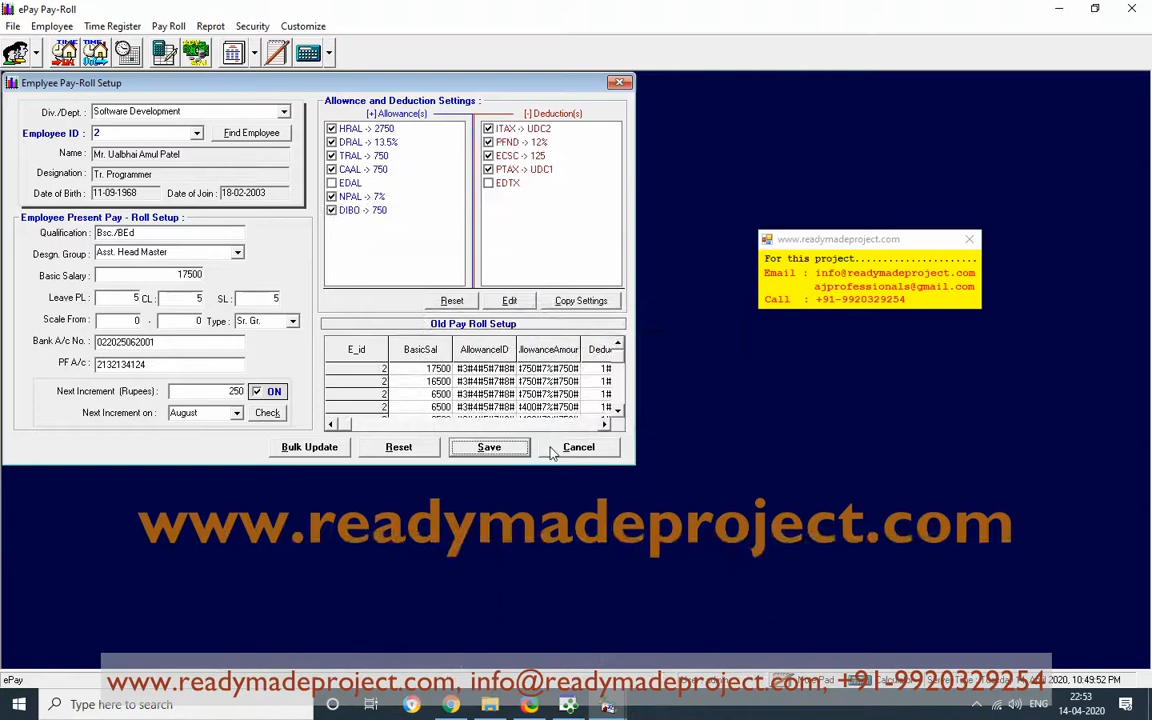 ePay Pay-Roll
File Employee Time Register Pay Roll Reprot Security Customize
Emplyee Pay-Roll Setup
Div./Dept. : Software Development
Employee ID : 2 Find Employee
Name : Mr. Ualbhai Amul Patel
Designation : Tr. Programmer
Date of Birth : 11-09-1968 Date of Join : 18-02-2003
Employee Present Pay - Roll Setup :
Qualification : Bsc./BEd
Desgn. Group : Asst. Head Master
Basic Salary : 17500
Leave PL : 5 CL : 5 SL : 5
Scale From : 0 - 0 Type : Sr. Gr.
Bank A/c No. : 022025062001
PF A/c : 2132134124
Next Increment (Rupees) : 250 ON
Next Increment on : August Check
Allownce and Deduction Settings :
[+] Allowance(s)
HRAL -> 2750
DRAL -> 13.5%
TRAL -> 750
CAAL -> 750
EDAL
NPAL -> 7%
DIBO -> 750
[-] Deduction(s)
ITAX -> UDC2
PFND -> 12%
ECSC -> 125
PTAX -> UDC1
EDTX
Reset Edit Copy Settings
Old Pay Roll Setup
E_id BasicSal AllowanceID llowanceAmour Dedu
2 17500 #3#4#5#7#8# #750#7%#750# 1#
2 16500 #3#4#5#7#8# #750#7%#750# 1#
2 6500 #3#4#5#7#8# #750#7%#750# 1#
2 6500 #3#4#5#7#8# #400#7%#750# 1#
Bulk Update Reset Save Cancel
www.readymadeproject.com
For this project......................
Email : info@readymadeproject.com
ajprofessionals@gmail.com
Call : +91-9920329254
www.readymadeproject.com
ePay
www.readymadeproject.com, info@readymadeproject.com, +91-9920329254
Type here to search
ENG
22:53
14-04-2020